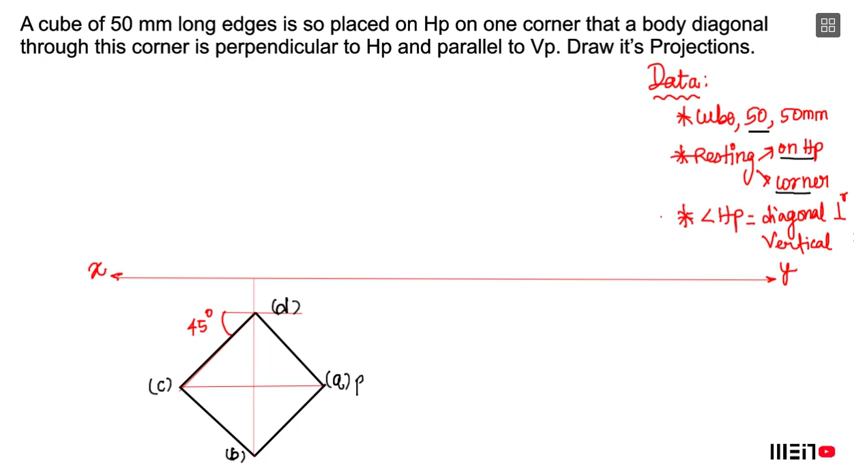 A cube of 50 mm long edges is so placed on Hp on one corner that a body diagonal
through this corner is perpendicular to Hp and parallel to Vp. Draw it’s Projections.
Data:
* Cube, 50, 50mm
* Resting → on Hp
↘ corner
* ∠Hp = diagonal ⊥r
Vertical
x
y
(d)
45°
(c)
(a) p
(b)